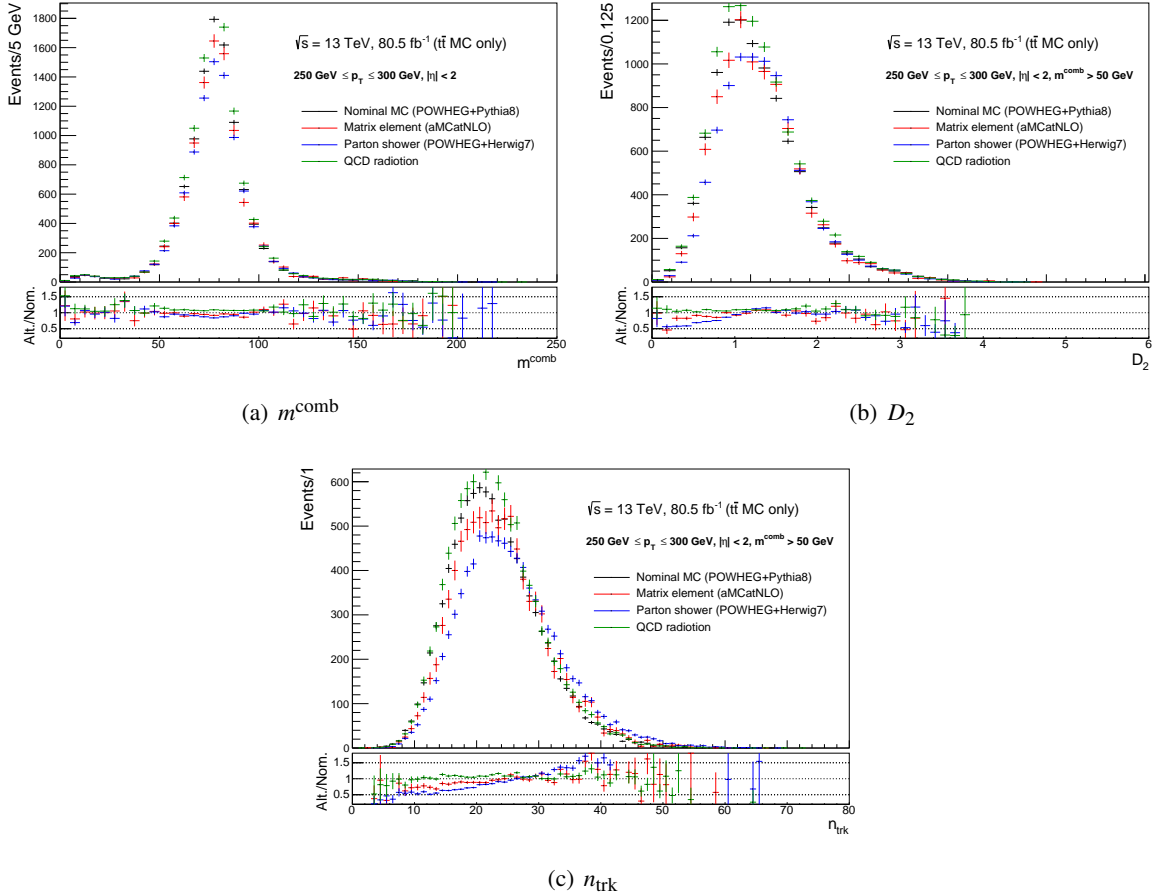 Events/5 GeV
1800
1600
1400
1200
1000
800
600
400
200
0
√s = 13 TeV, 80.5 fb⁻¹ (tt̄ MC only)
250 GeV ≤ p_T ≤ 300 GeV, |η| < 2
Nominal MC (POWHEG+Pythia8)
Matrix element (aMCatNLO)
Parton shower (POWHEG+Herwig7)
QCD radiotion
Alt./Nom.
1.5
1.0
0.5
0 50 100 150 200 250
m^comb
(a) m^comb
Events/0.125
1200
1000
800
600
400
200
0
√s = 13 TeV, 80.5 fb⁻¹ (tt̄ MC only)
250 GeV ≤ p_T ≤ 300 GeV, |η| < 2, m^comb > 50 GeV
Nominal MC (POWHEG+Pythia8)
Matrix element (aMCatNLO)
Parton shower (POWHEG+Herwig7)
QCD radiotion
Alt./Nom.
1.5
1.0
0.5
0 1 2 3 4 5 6
D₂
(b) D₂
Events/1
600
500
400
300
200
100
0
√s = 13 TeV, 80.5 fb⁻¹ (tt̄ MC only)
250 GeV ≤ p_T ≤ 300 GeV, |η| < 2, m^comb > 50 GeV
Nominal MC (POWHEG+Pythia8)
Matrix element (aMCatNLO)
Parton shower (POWHEG+Herwig7)
QCD radiotion
Alt./Nom.
1.5
1.0
0.5
0 10 20 30 40 50 60 70 80
n_trk
(c) n_trk